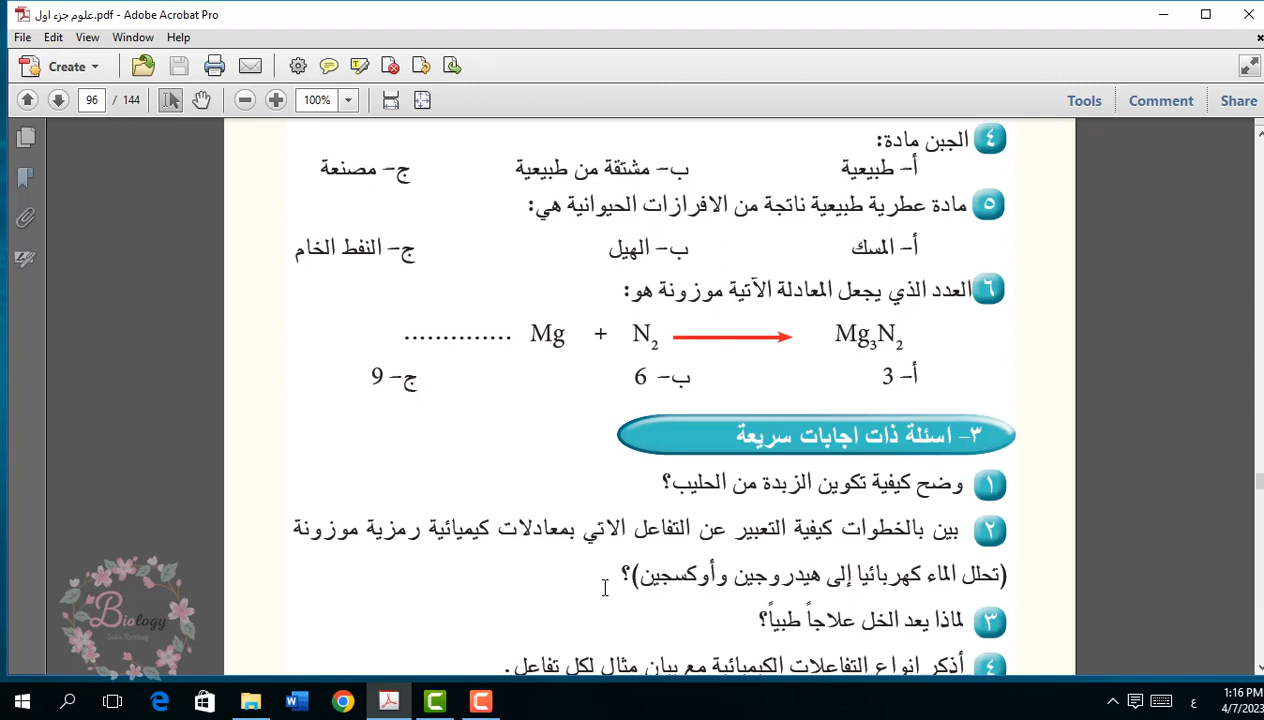 علوم جزء اول.pdf - Adobe Acrobat Pro
File Edit View Window Help
Create
96 / 144 100% Tools Comment Share
٤ الجبن مادة:
أ- طبيعية ب- مشتقة من طبيعية ج- مصنعة
٥ مادة عطرية طبيعية ناتجة من الافرازات الحيوانية هي:
أ- المسك ب- الهيل ج- النفط الخام
٦ العدد الذي يجعل المعادلة الآتية موزونة هو:
.............. Mg + N₂ → Mg₃N₂
أ- 3 ب- 6 ج- 9
٣- اسئلة ذات اجابات سريعة
١ وضح كيفية تكوين الزبدة من الحليب؟
٢ بين بالخطوات كيفية التعبير عن التفاعل الاتي بمعادلات كيميائية رمزية موزونة
(تحلل الماء كهربائيا إلى هيدروجين وأوكسجين)؟
٣ لماذا يعد الخل علاجاً طبياً؟
٤ أذكر انواع التفاعلات الكيميائية مع بيان مثال لكل تفاعل.
Biology
1:16 PM
ع
4/7/2023